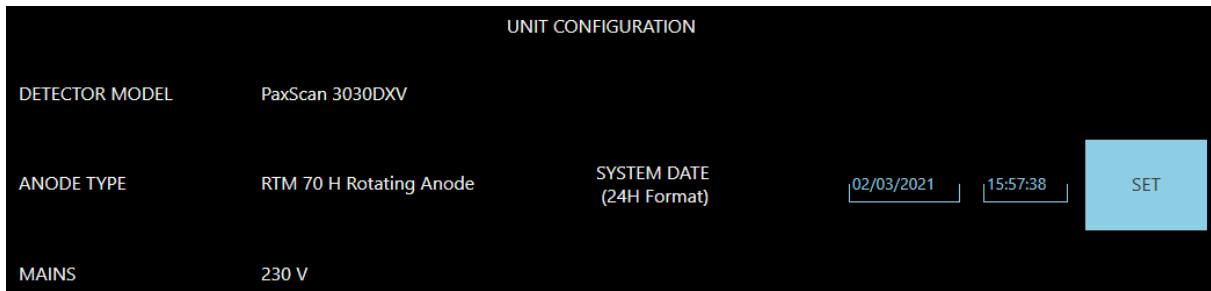 UNIT CONFIGURATION
DETECTOR MODEL PaxScan 3030DXV
ANODE TYPE RTM 70 H Rotating Anode SYSTEM DATE
(24H Format) 02/03/2021 15:57:38 SET
MAINS 230 V